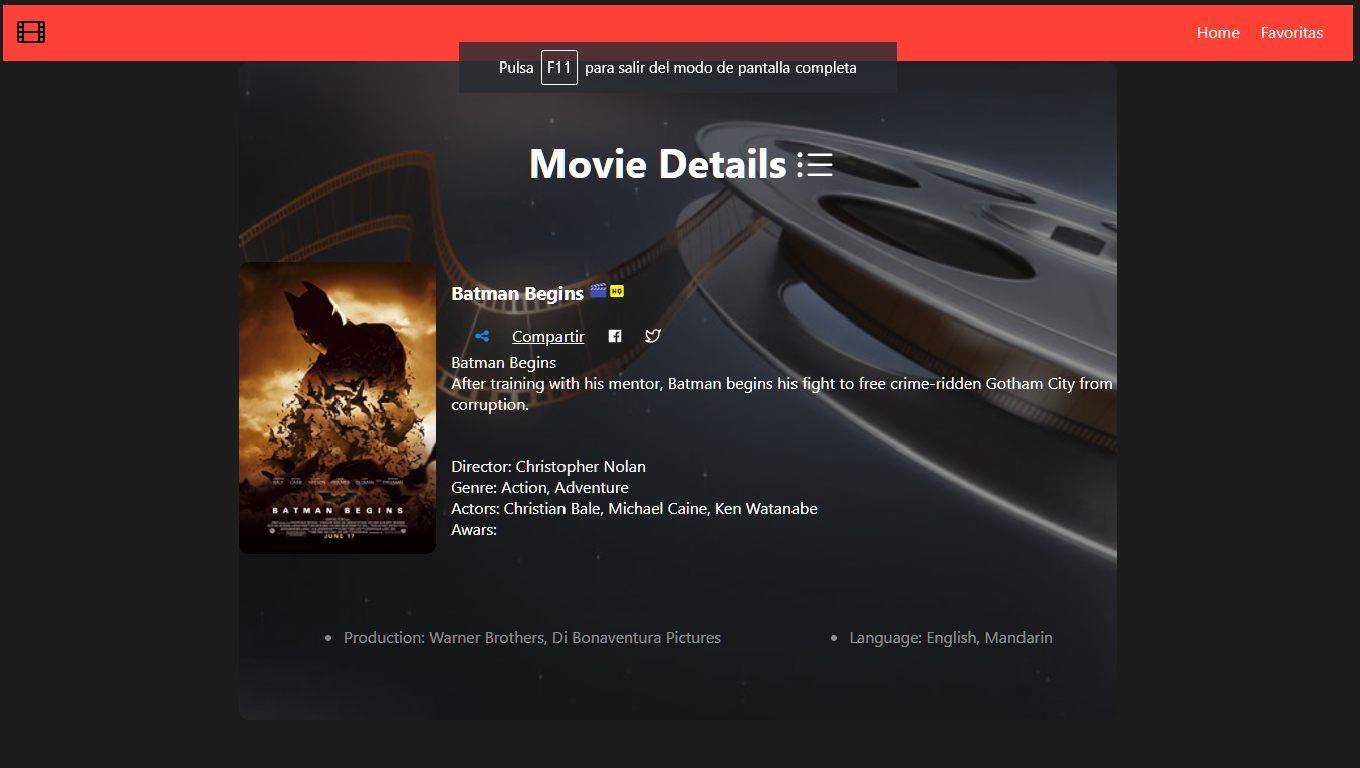 Home Favoritas
Pulsa F11 para salir del modo de pantalla completa
Movie Details
Batman Begins HQ
Compartir
Batman Begins
After training with his mentor, Batman begins his fight to free crime-ridden Gotham City from
corruption.
Director: Christopher Nolan
Genre: Action, Adventure
Actors: Christian Bale, Michael Caine, Ken Watanabe
Awars:
BATMAN BEGINS
JUNE 17
Production: Warner Brothers, Di Bonaventura Pictures
Language: English, Mandarin